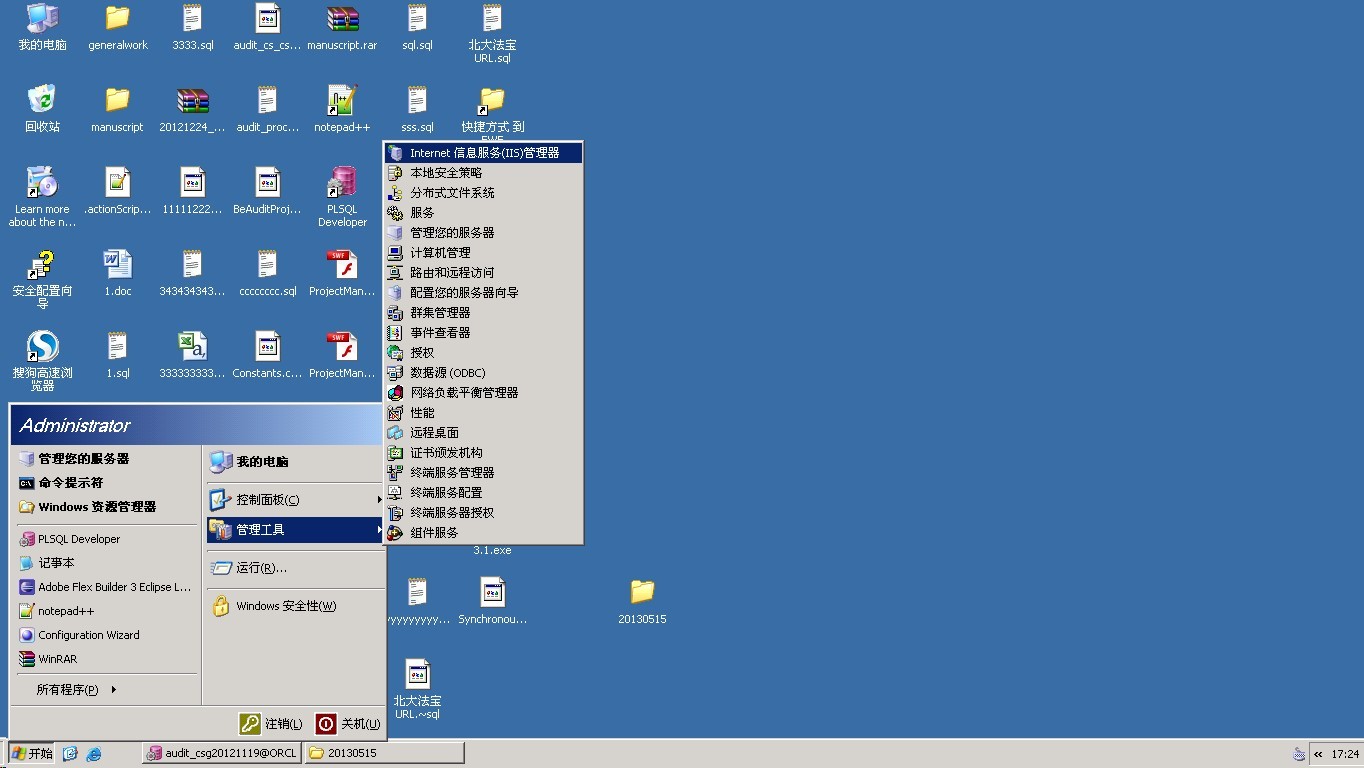 我的电脑
generalwork
3333.sql
audit_cs_cs...
manuscript.rar
sql.sql
北大法宝
URL.sql
回收站
manuscript
20121224_...
audit_proc...
notepad++
sss.sql
快捷方式 到
Learn more
about the n...
.actionScrip...
11111222...
BeAuditProj...
PLSQL
Developer
安全配置向
导
1.doc
343434343...
cccccccc.sql
ProjectMan...
搜狗高速浏
览器
1.sql
333333333...
Constants.c...
ProjectMan...
Internet 信息服务(IIS)管理器
本地安全策略
分布式文件系统
服务
管理您的服务器
计算机管理
路由和远程访问
配置您的服务器向导
群集管理器
事件查看器
授权
数据源 (ODBC)
网络负载平衡管理器
性能
远程桌面
证书颁发机构
终端服务管理器
终端服务配置
终端服务器授权
组件服务
3.1.exe
Synchronou...
20130515
北大法宝
URL.~sql
Administrator
管理您的服务器
命令提示符
Windows 资源管理器
PLSQL Developer
记事本
Adobe Flex Builder 3 Eclipse L...
notepad++
Configuration Wizard
WinRAR
所有程序(P)
我的电脑
控制面板(C)
管理工具
运行(R)...
Windows 安全性(W)
注销(L)
关机(U)
开始
audit_csg20121119@ORCL
20130515
«
17:24